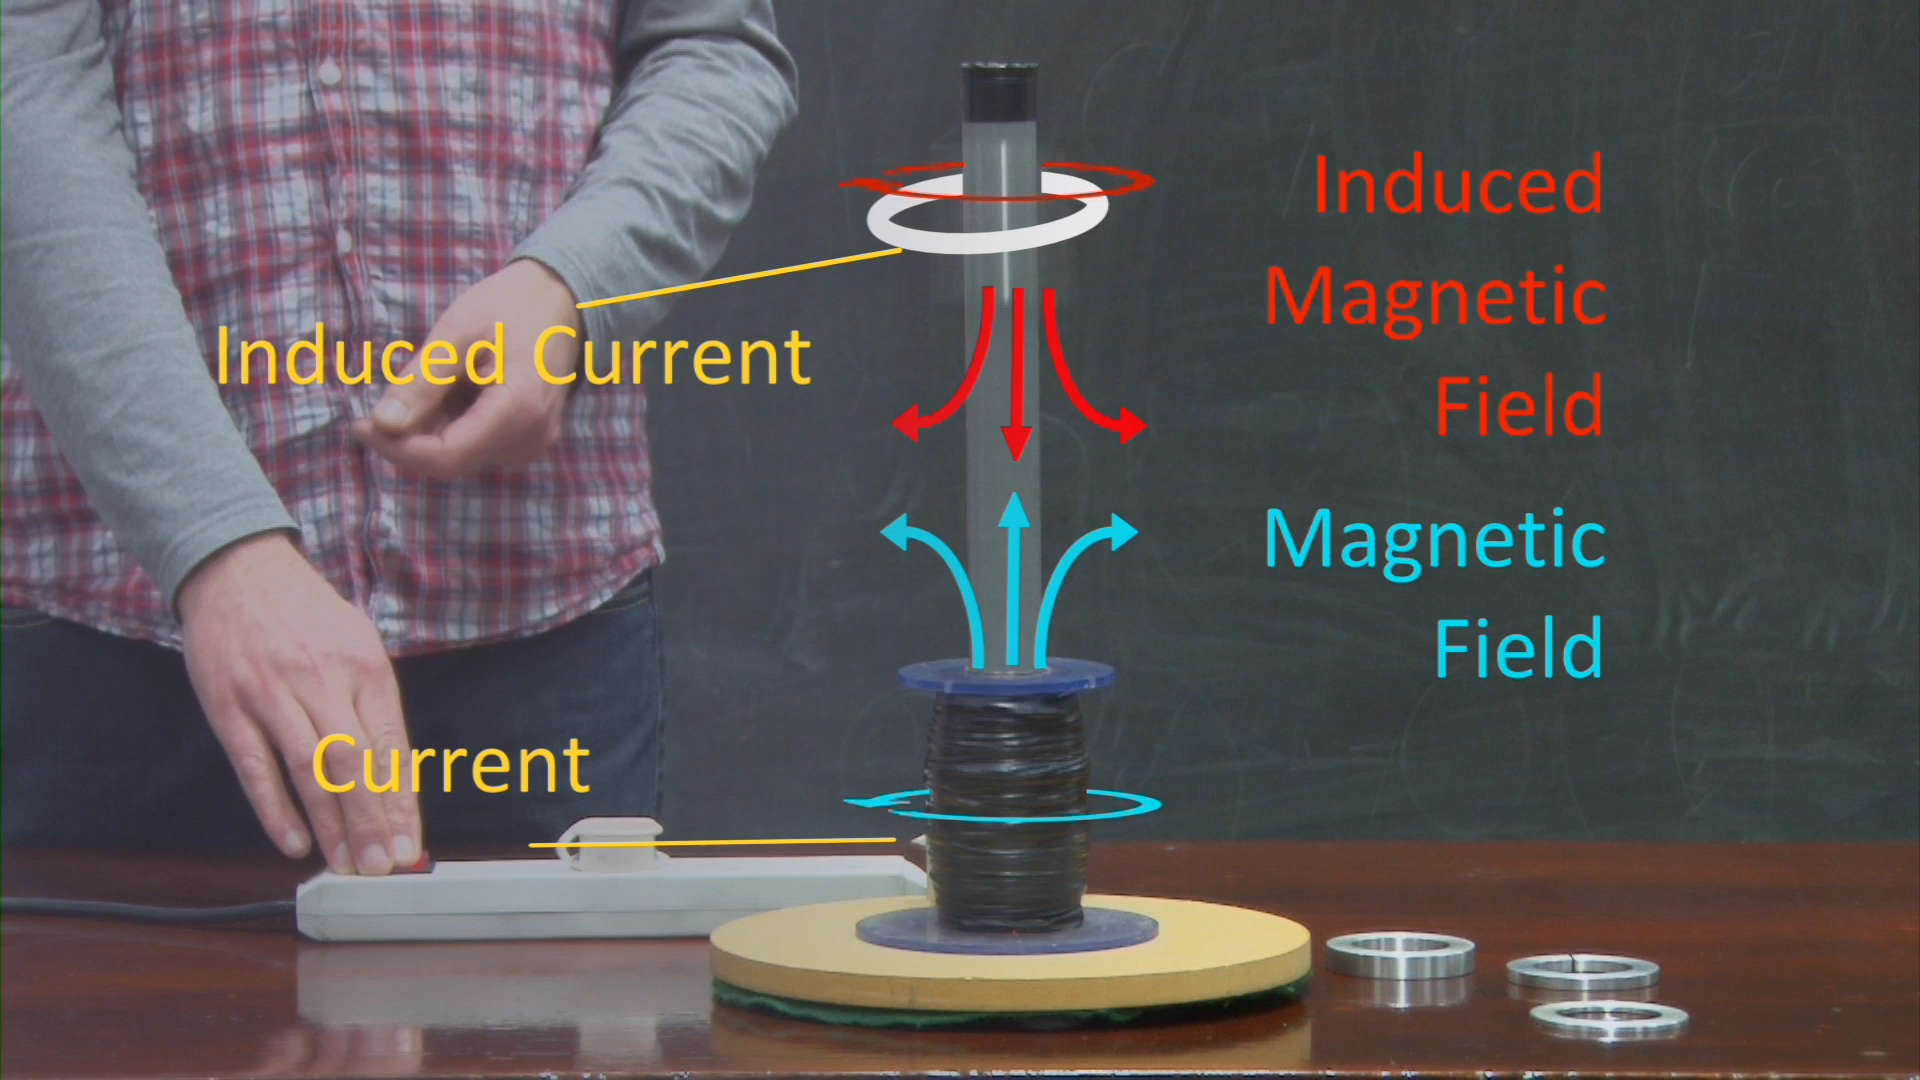 Induced
Magnetic
Field
Induced Current
Magnetic
Field
Current